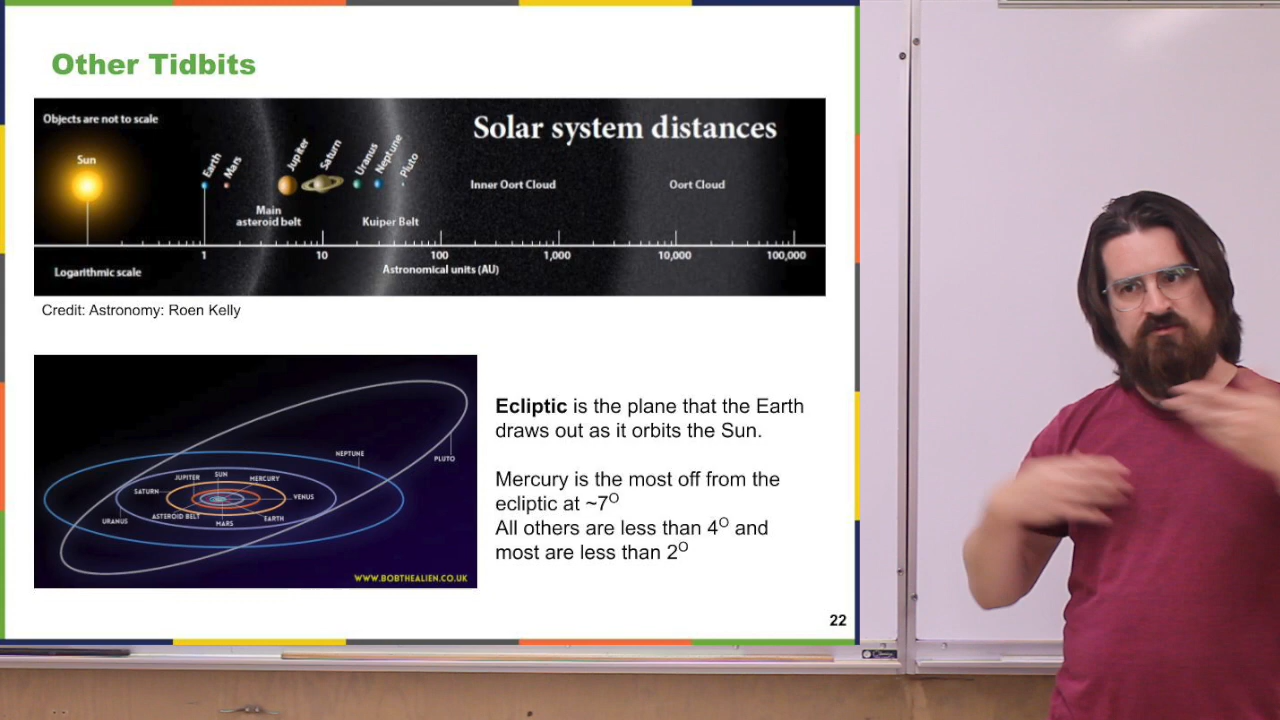 Other Tidbits
Objects are not to scale
Solar system distances
Sun
Earth
Mars
Jupiter
Saturn
Uranus
Neptune
Pluto
Inner Oort Cloud
Oort Cloud
Main
asteroid belt
Kuiper Belt
1
10
100
1,000
10,000
100,000
Logarithmic scale
Astronomical units (AU)
Credit: Astronomy: Roen Kelly
NEPTUNE
PLUTO
JUPITER
SUN
MERCURY
SATURN
VENUS
URANUS
ASTEROID BELT
MARS
EARTH
WWW.BOBTHEALIEN.CO.UK
Ecliptic is the plane that the Earth
draws out as it orbits the Sun.
Mercury is the most off from the
ecliptic at ~7O
All others are less than 4O and
most are less than 2O
22